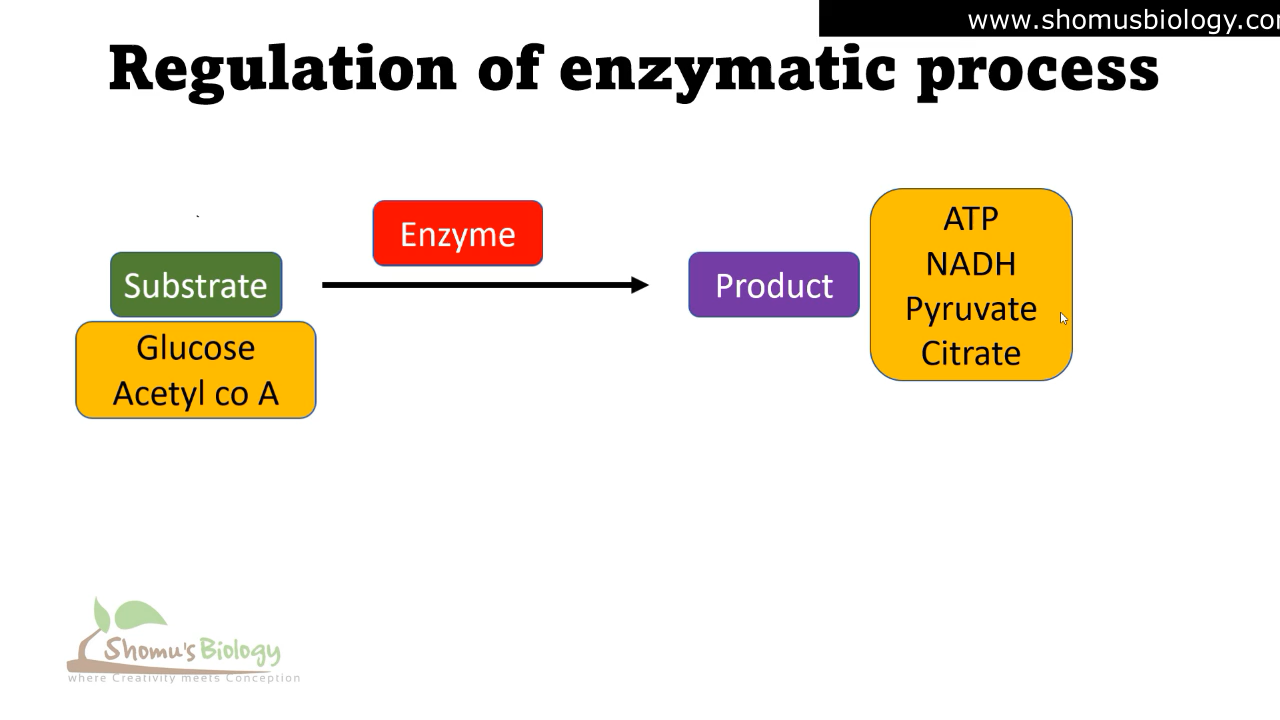 www.shomusbiology.co
Regulation of enzymatic process
Enzyme
Substrate
Glucose
Acetyl co A
Product
ATP
NADH
Pyruvate
Citrate
Shomu's Biology
where Creativity meets Conception